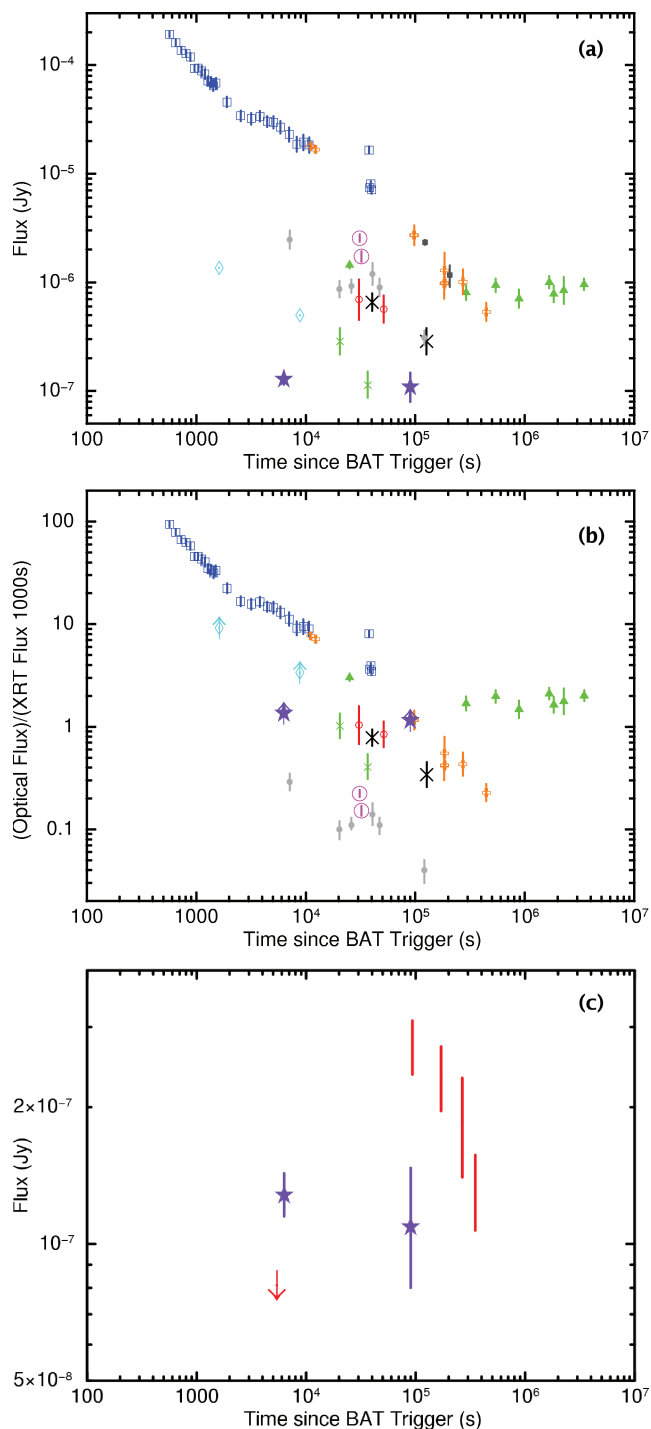 (a)
10⁻⁴
10⁻⁵
10⁻⁶
10⁻⁷
Flux (Jy)
100 1000 10⁴ 10⁵ 10⁶ 10⁷
Time since BAT Trigger (s)
(b)
100
10
1
0.1
(Optical Flux)/(XRT Flux 1000s)
100 1000 10⁴ 10⁵ 10⁶ 10⁷
Time since BAT Trigger (s)
(c)
2×10⁻⁷
10⁻⁷
5×10⁻⁸
Flux (Jy)
100 1000 10⁴ 10⁵ 10⁶ 10⁷
Time since BAT Trigger (s)